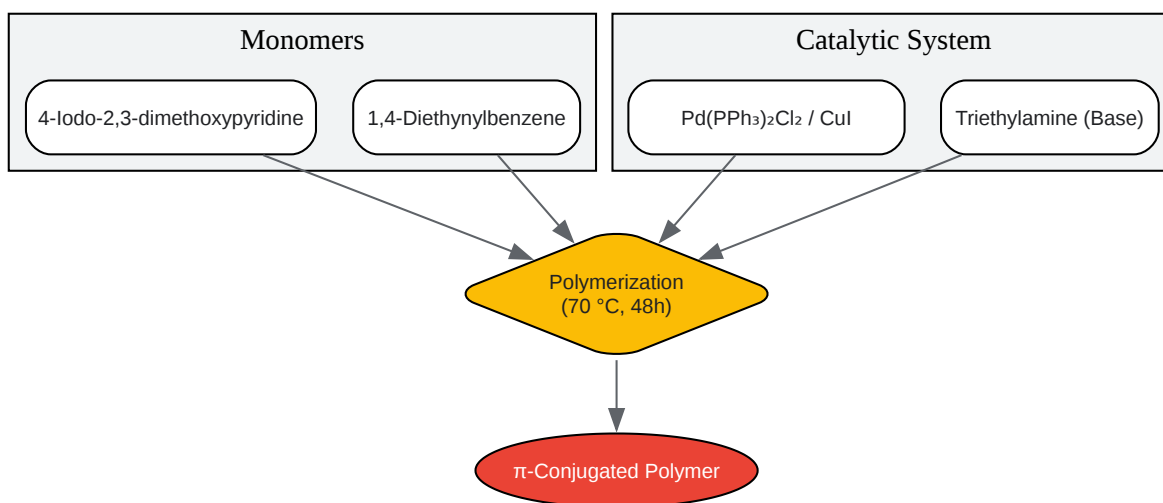 Monomers
Catalytic System
4-Iodo-2,3-dimethoxypyridine
1,4-Diethynylbenzene
Pd(PPh₃)₂Cl₂ / CuI
Triethylamine (Base)
Polymerization
(70 °C, 48h)
π-Conjugated Polymer